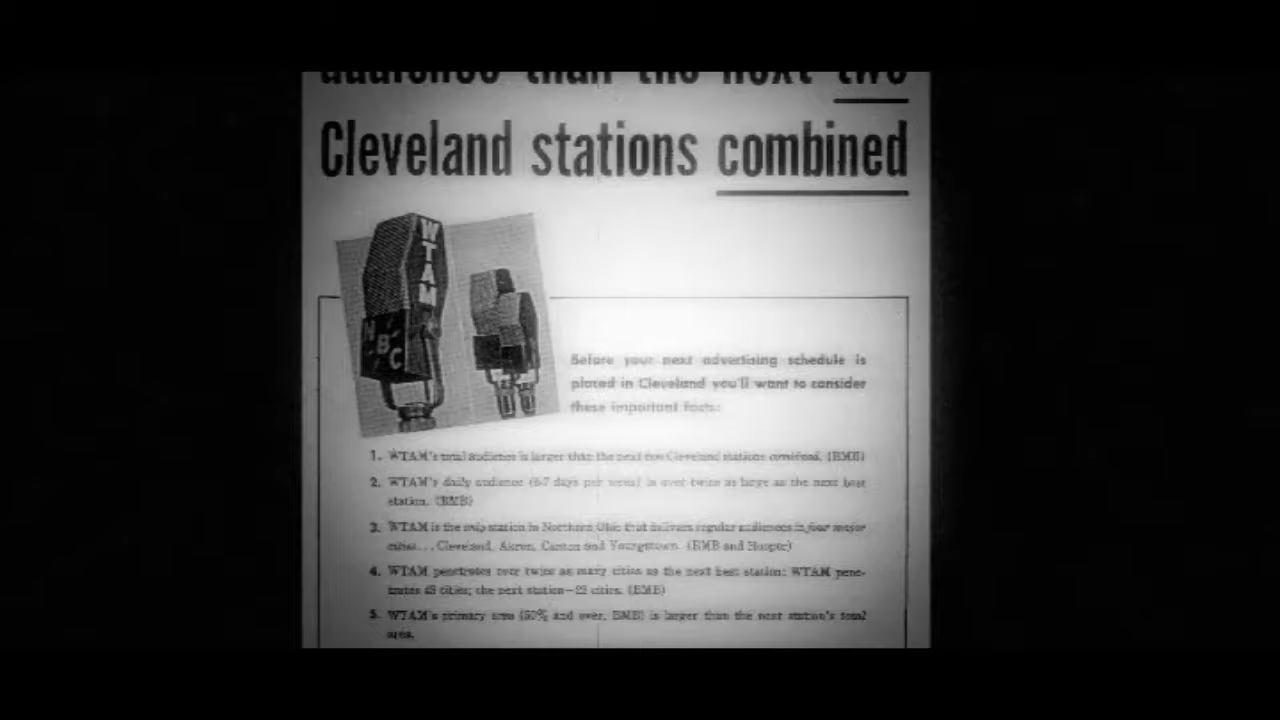 audience than the next two
Cleveland stations combined
WTAM
NBC
Before your next advertising schedule is
placed in Cleveland you'll want to consider
these important facts:
1. WTAM's total audience is larger than the next two Cleveland stations combined. (BMB)
2. WTAM's daily audience (6-7 days per week) is over twice as large as the next best
station. (BMB)
3. WTAM is the only station in Northern Ohio that delivers regular audiences in four major
cities... Cleveland, Akron, Canton and Youngstown. (BMB and Hooper)
4. WTAM penetrates over twice as many cities as the next best station: WTAM pene-
trates 45 cities; the next station—22 cities. (BMB)
5. WTAM's primary area (50% and over, BMB) is larger than the next station's total
area.